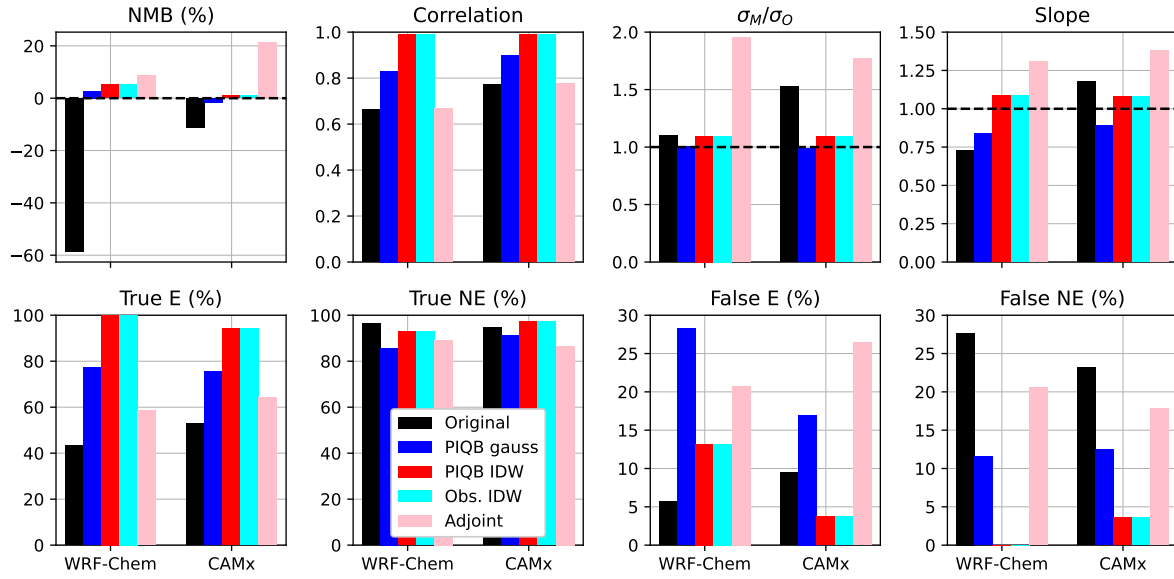 NMB (%)
Correlation
σM/σO
Slope
20
0
−20
−40
−60
1.0
0.8
0.6
0.4
0.2
0.0
2.0
1.5
1.0
0.5
0.0
1.50
1.25
1.00
0.75
0.50
0.25
0.00
True E (%)
True NE (%)
False E (%)
False NE (%)
100
80
60
40
20
0
100
80
60
40
20
0
30
25
20
15
10
5
0
30
25
20
15
10
5
0
Original
PIQB gauss
PIQB IDW
Obs. IDW
Adjoint
WRF-Chem
CAMx
WRF-Chem
CAMx
WRF-Chem
CAMx
WRF-Chem
CAMx